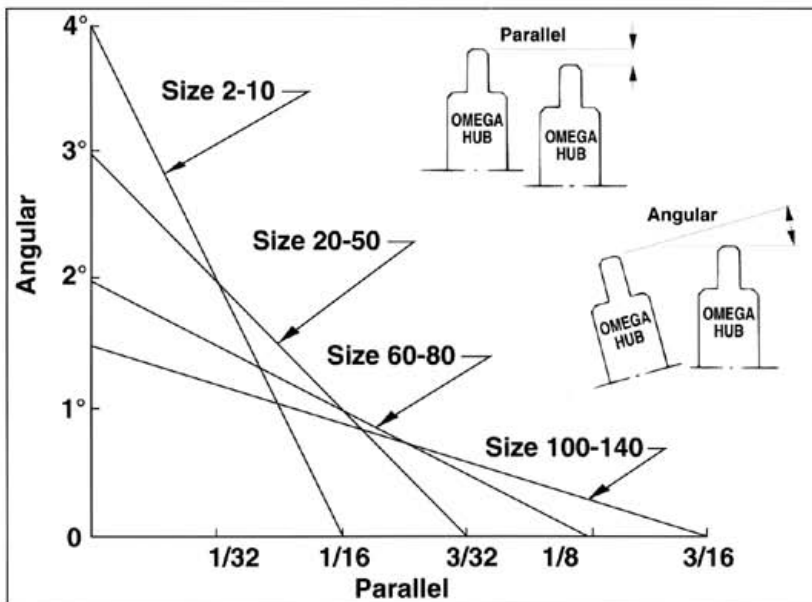 4°
3°
2°
1°
0
Angular
Size 2-10
Size 20-50
Size 60-80
Size 100-140
1/32
1/16
3/32
1/8
3/16
Parallel
Parallel
OMEGA
HUB
OMEGA
HUB
Angular
OMEGA
HUB
OMEGA
HUB